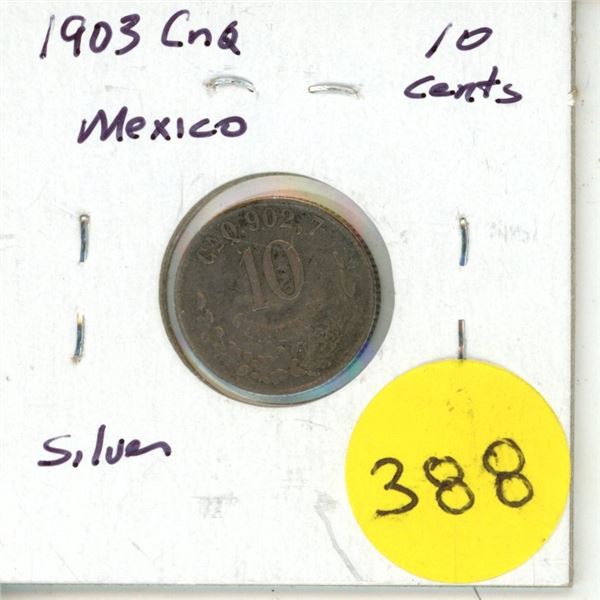 1903 CnQ 10
Cents
Mexico
CnQ.902,7
10
Silver
388